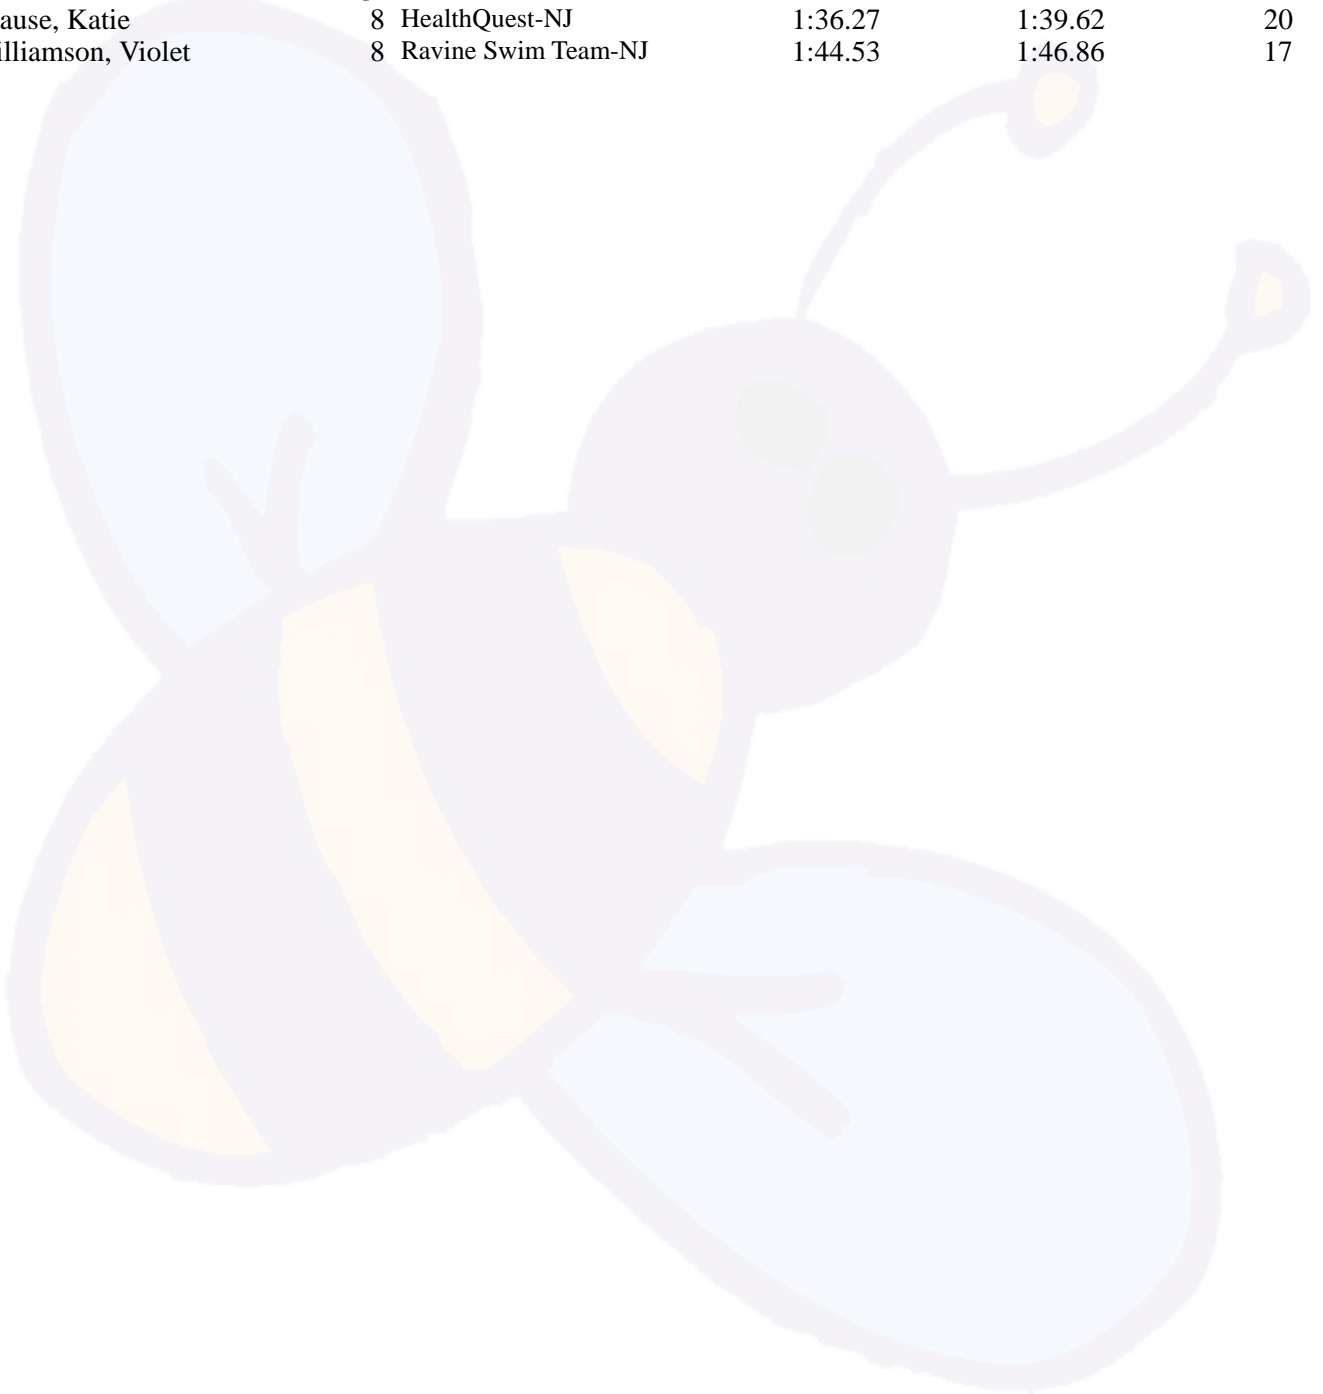 ause, Katie 8 HealthQuest-NJ 1:36.27 1:39.62 20
illiamson, Violet 8 Ravine Swim Team-NJ 1:44.53 1:46.86 17